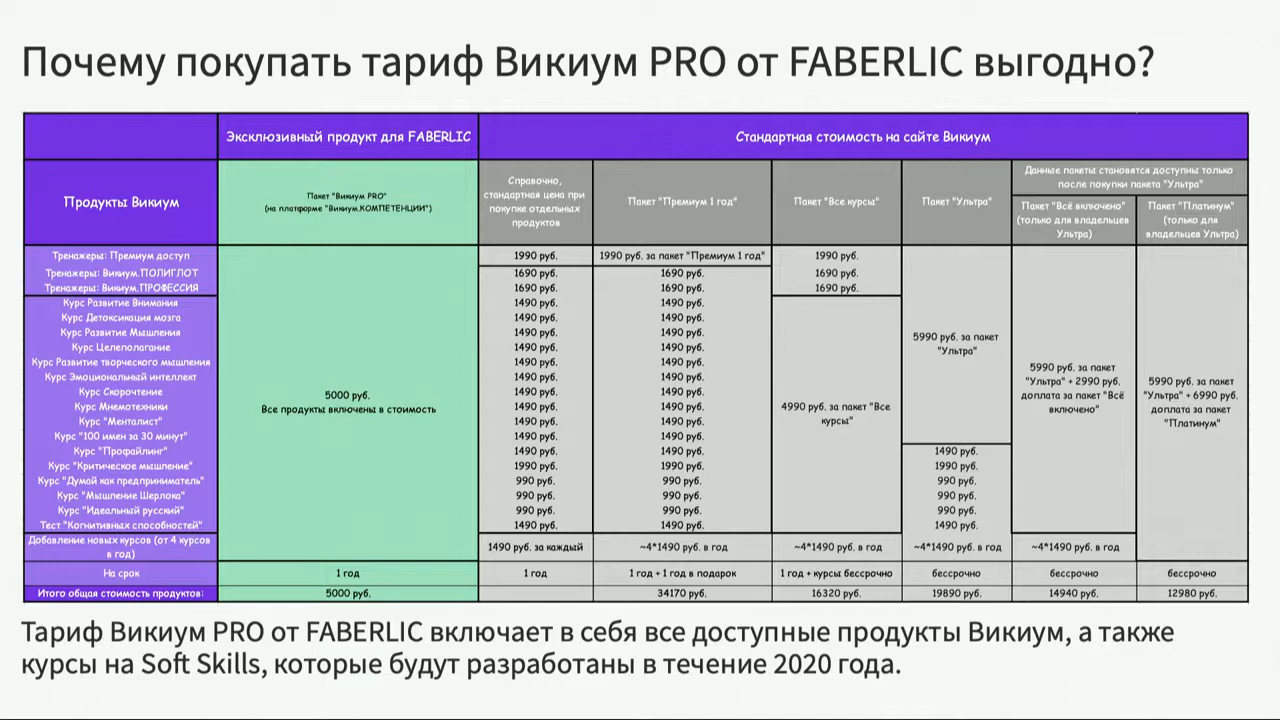 Почему покупать тариф Викиум PRO от FABERLIC выгодно?
Эксклюзивный продукт для FABERLIC
Стандартная стоимость на сайте Викиум
Продукты Викиум
Пакет "Викиум PRO"
(на платформе "Викиум.КОМПЕТЕНЦИИ")
Справочно,
стандартная цена при
покупке отдельных
продуктов
Пакет "Премиум 1 год"
Пакет "Все курсы"
Пакет "Ультра"
Данные пакеты становятся доступны только
после покупки пакета "Ультра"
Пакет "Всё включено"
(только для владельцев
Ультра)
Пакет "Платинум"
(только для
владельцев Ультра)
Тренажеры: Премиум доступ 1990 руб. 1990 руб. за пакет "Премиум 1 год" 1990 руб.
Тренажеры: Викиум.ПОЛИГЛОТ 1690 руб. 1690 руб. 1690 руб.
Тренажеры: Викиум.ПРОФЕССИЯ 1690 руб. 1690 руб. 1690 руб.
Курс Развитие Внимания 1490 руб. 1490 руб.
Курс Детоксикация мозга 1490 руб. 1490 руб.
Курс Развитие Мышления 1490 руб. 1490 руб.
Курс Целеполагание 1490 руб. 1490 руб.
Курс Развитие творческого мышления 1490 руб. 1490 руб.
Курс Эмоциональный интеллект 1490 руб. 1490 руб.
Курс Скорочтение 1490 руб. 1490 руб.
Курс Мнемотехники 1490 руб. 1490 руб.
Курс "Менталист" 1490 руб. 1490 руб.
Курс "100 имен за 30 минут" 1490 руб. 1490 руб.
Курс "Профайлинг" 1490 руб. 1490 руб. 1490 руб.
Курс "Критическое мышление" 1990 руб. 1990 руб. 1990 руб.
Курс "Думай как предприниматель" 990 руб. 990 руб. 990 руб.
Курс "Мышление Шерлока" 990 руб. 990 руб. 990 руб.
Курс "Идеальный русский" 990 руб. 990 руб. 990 руб.
Тест "Когнитивных способностей" 1490 руб. 1490 руб. 1490 руб.
5000 руб.
Все продукты включены в стоимость
4990 руб. за пакет "Все
курсы"
5990 руб. за пакет
"Ультра"
5990 руб. за пакет
"Ультра" + 2990 руб.
доплата за пакет "Всё
включено"
5990 руб. за пакет
"Ультра" + 6990 руб.
доплата за пакет
"Платинум"
Добавление новых курсов (от 4 курсов
в год)
1490 руб. за каждый ~4*1490 руб. в год ~4*1490 руб. в год ~4*1490 руб. в год ~4*1490 руб. в год
На срок 1 год 1 год 1 год + 1 год в подарок 1 год + курсы бессрочно бессрочно бессрочно бессрочно
Итого общая стоимость продуктов: 5000 руб. 34170 руб. 16320 руб. 19890 руб. 14940 руб. 12980 руб.
Тариф Викиум PRO от FABERLIC включает в себя все доступные продукты Викиум, а также
курсы на Soft Skills, которые будут разработаны в течение 2020 года.